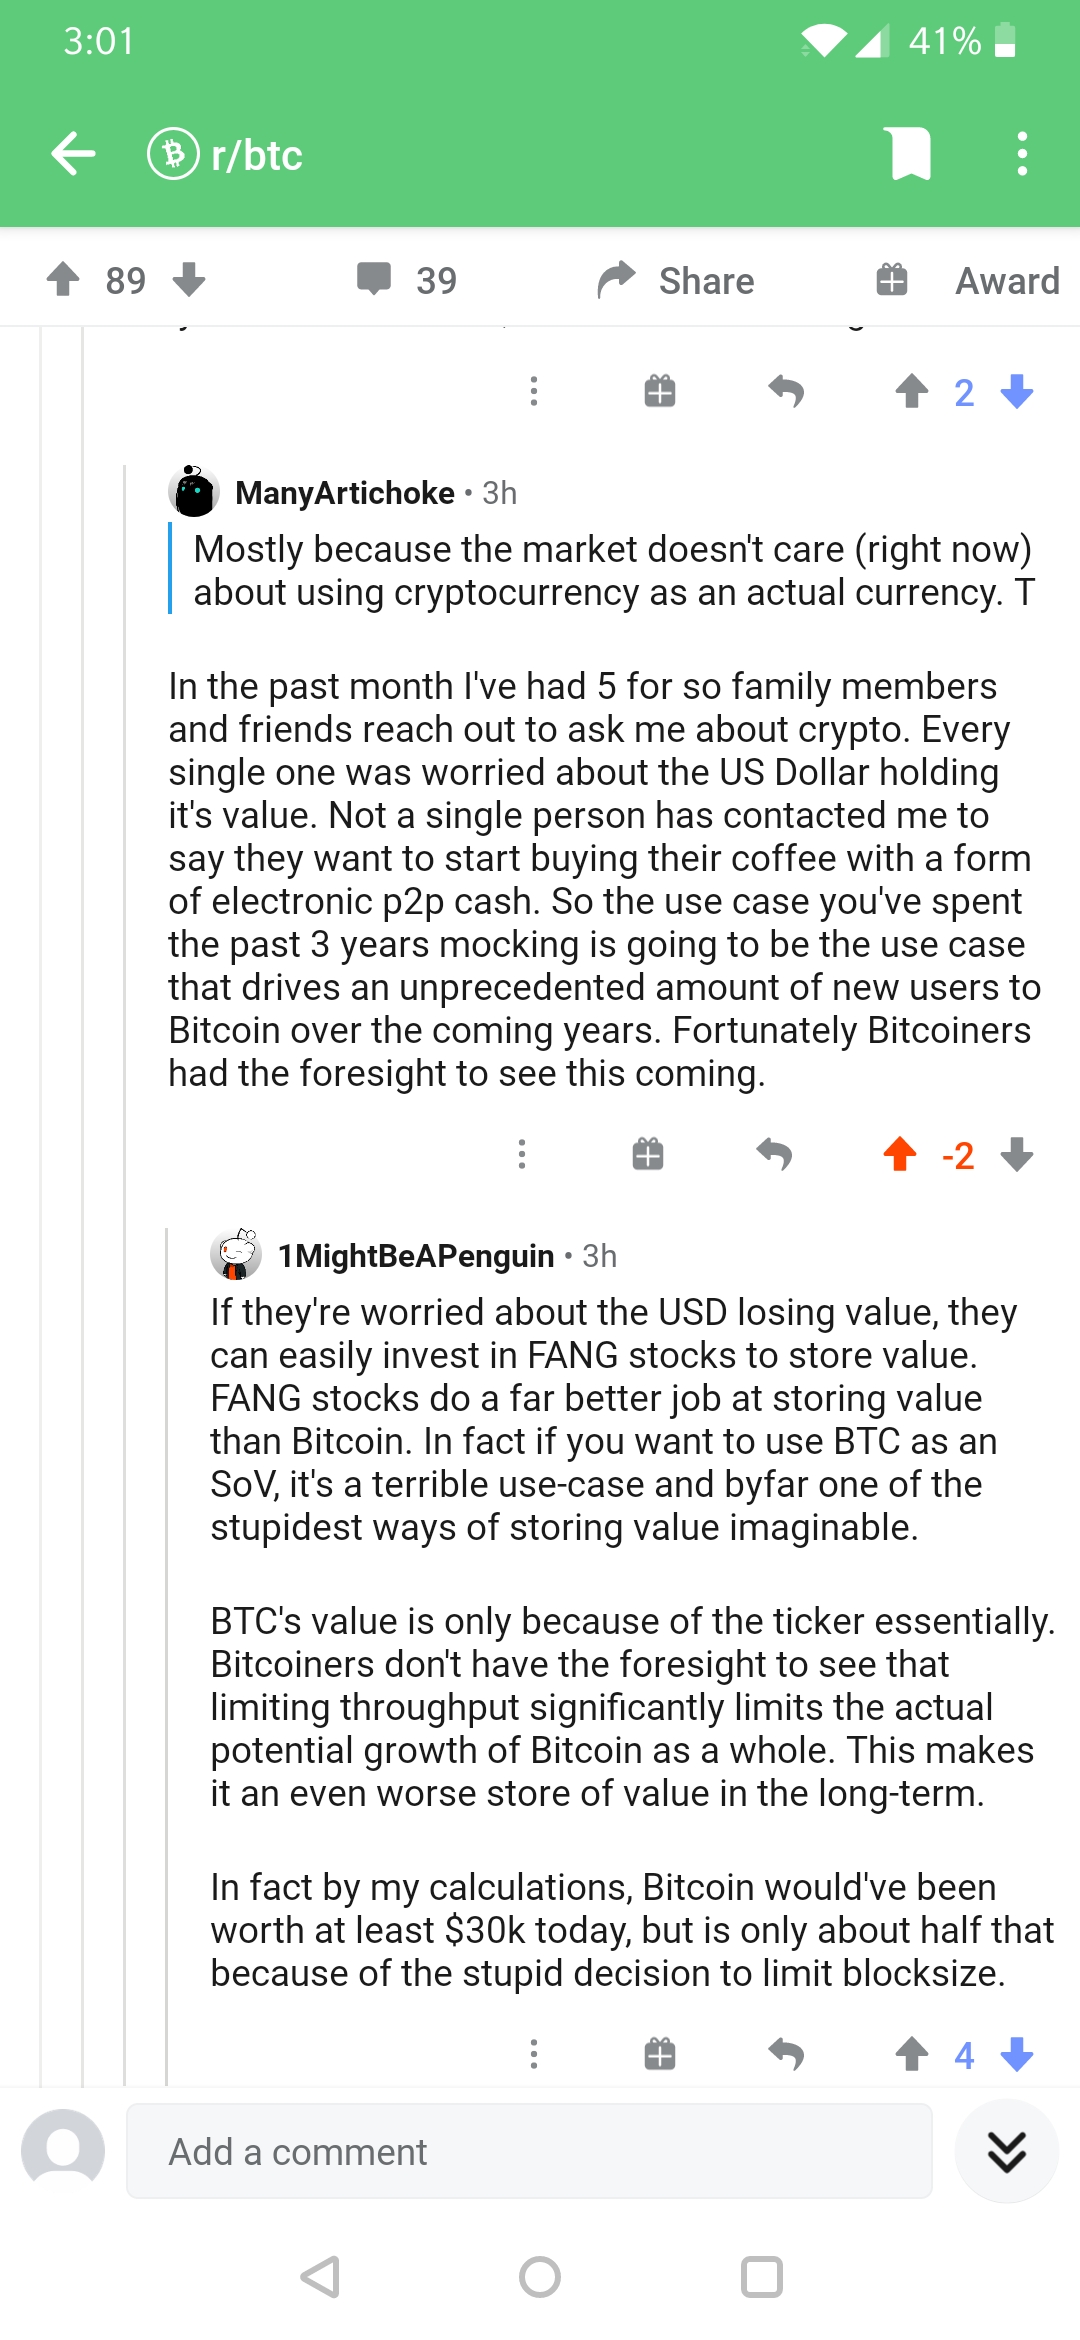 3:01
41%
r/btc
89
39
Share
Award
2
ManyArtichoke • 3h
Mostly because the market doesn't care (right now)
about using cryptocurrency as an actual currency. T
In the past month I've had 5 for so family members
and friends reach out to ask me about crypto. Every
single one was worried about the US Dollar holding
it's value. Not a single person has contacted me to
say they want to start buying their coffee with a form
of electronic p2p cash. So the use case you've spent
the past 3 years mocking is going to be the use case
that drives an unprecedented amount of new users to
Bitcoin over the coming years. Fortunately Bitcoiners
had the foresight to see this coming.
-2
1MightBeAPenguin • 3h
If they're worried about the USD losing value, they
can easily invest in FANG stocks to store value.
FANG stocks do a far better job at storing value
than Bitcoin. In fact if you want to use BTC as an
SoV, it's a terrible use-case and byfar one of the
stupidest ways of storing value imaginable.
BTC's value is only because of the ticker essentially.
Bitcoiners don't have the foresight to see that
limiting throughput significantly limits the actual
potential growth of Bitcoin as a whole. This makes
it an even worse store of value in the long-term.
In fact by my calculations, Bitcoin would've been
worth at least $30k today, but is only about half that
because of the stupid decision to limit blocksize.
4
Add a comment